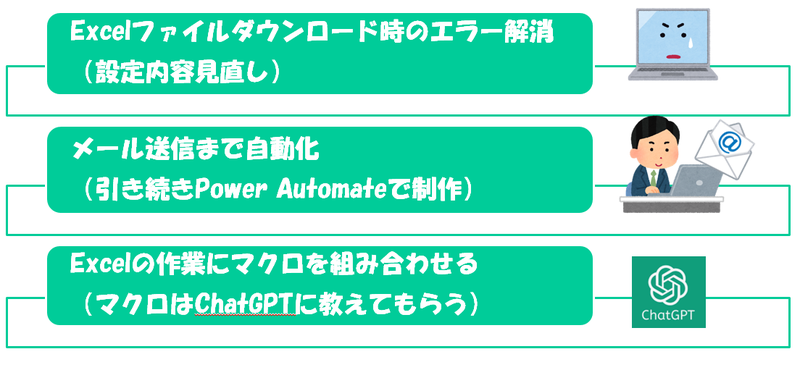 Excelファイルダウンロード時のエラー解消
（設定内容見直し）
メール送信まで自動化
（引き続きPower Automateで制作）
@
Excelの作業にマクロを組み合わせる
（マクロはChatGPTに教えてもらう）
ChatGPT